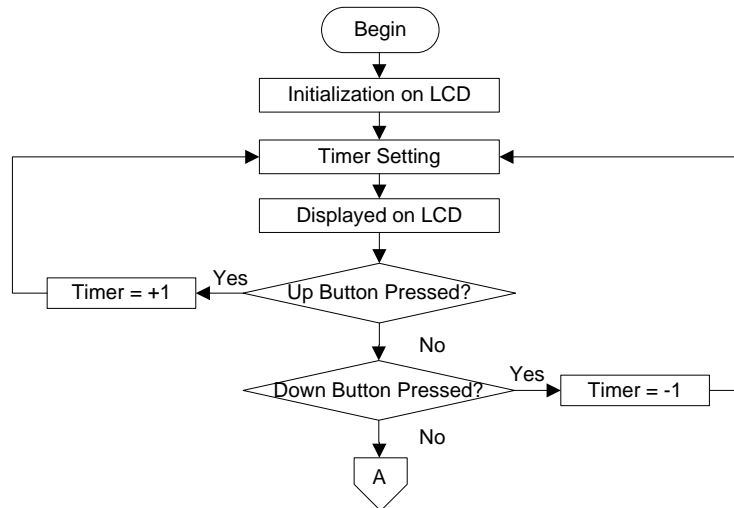 Begin
Initialization on LCD
Timer Setting
Displayed on LCD
Yes
Timer = +1
Up Button Pressed?
No
Down Button Pressed?
Yes
Timer = -1
No
A